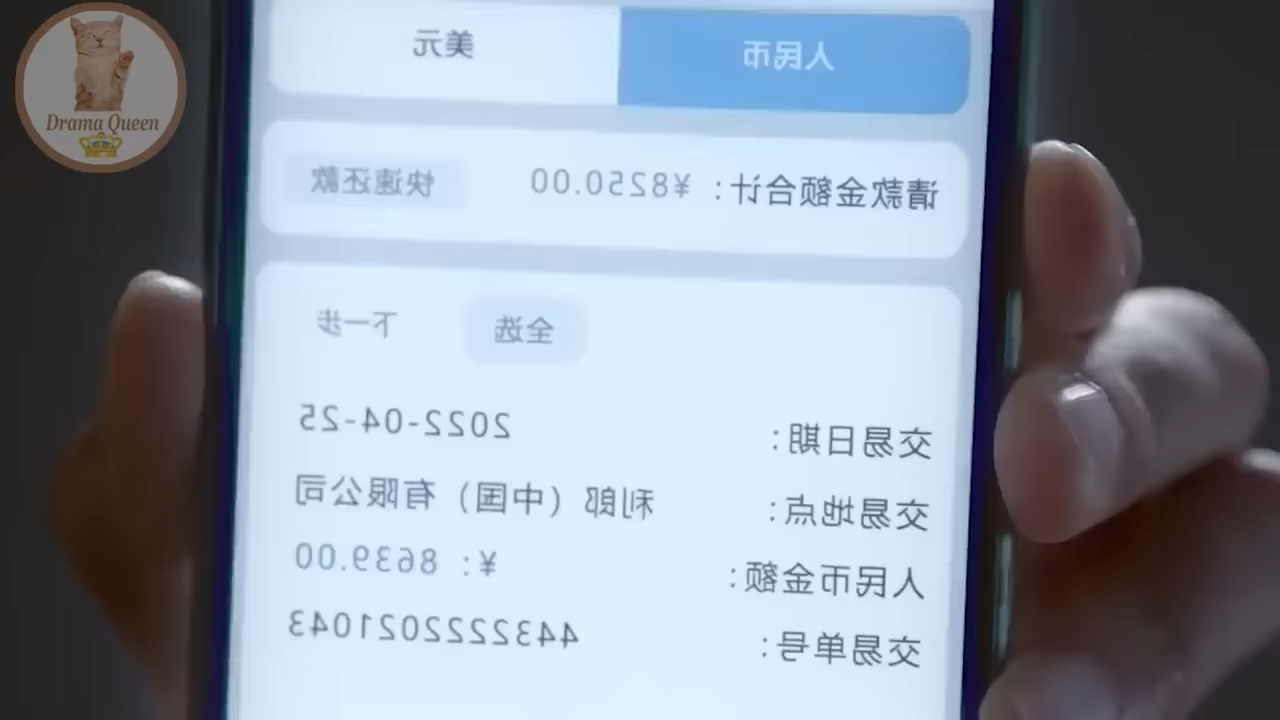 Drama Queen
人民币 美元
请款金额合计：¥8250.00 快速还款
全选 下一步
交易日期： 2022-04-25
交易地点： 利郎（中国）有限公司
人民币金额： ¥：8639.00
交易单号： 4432222021043